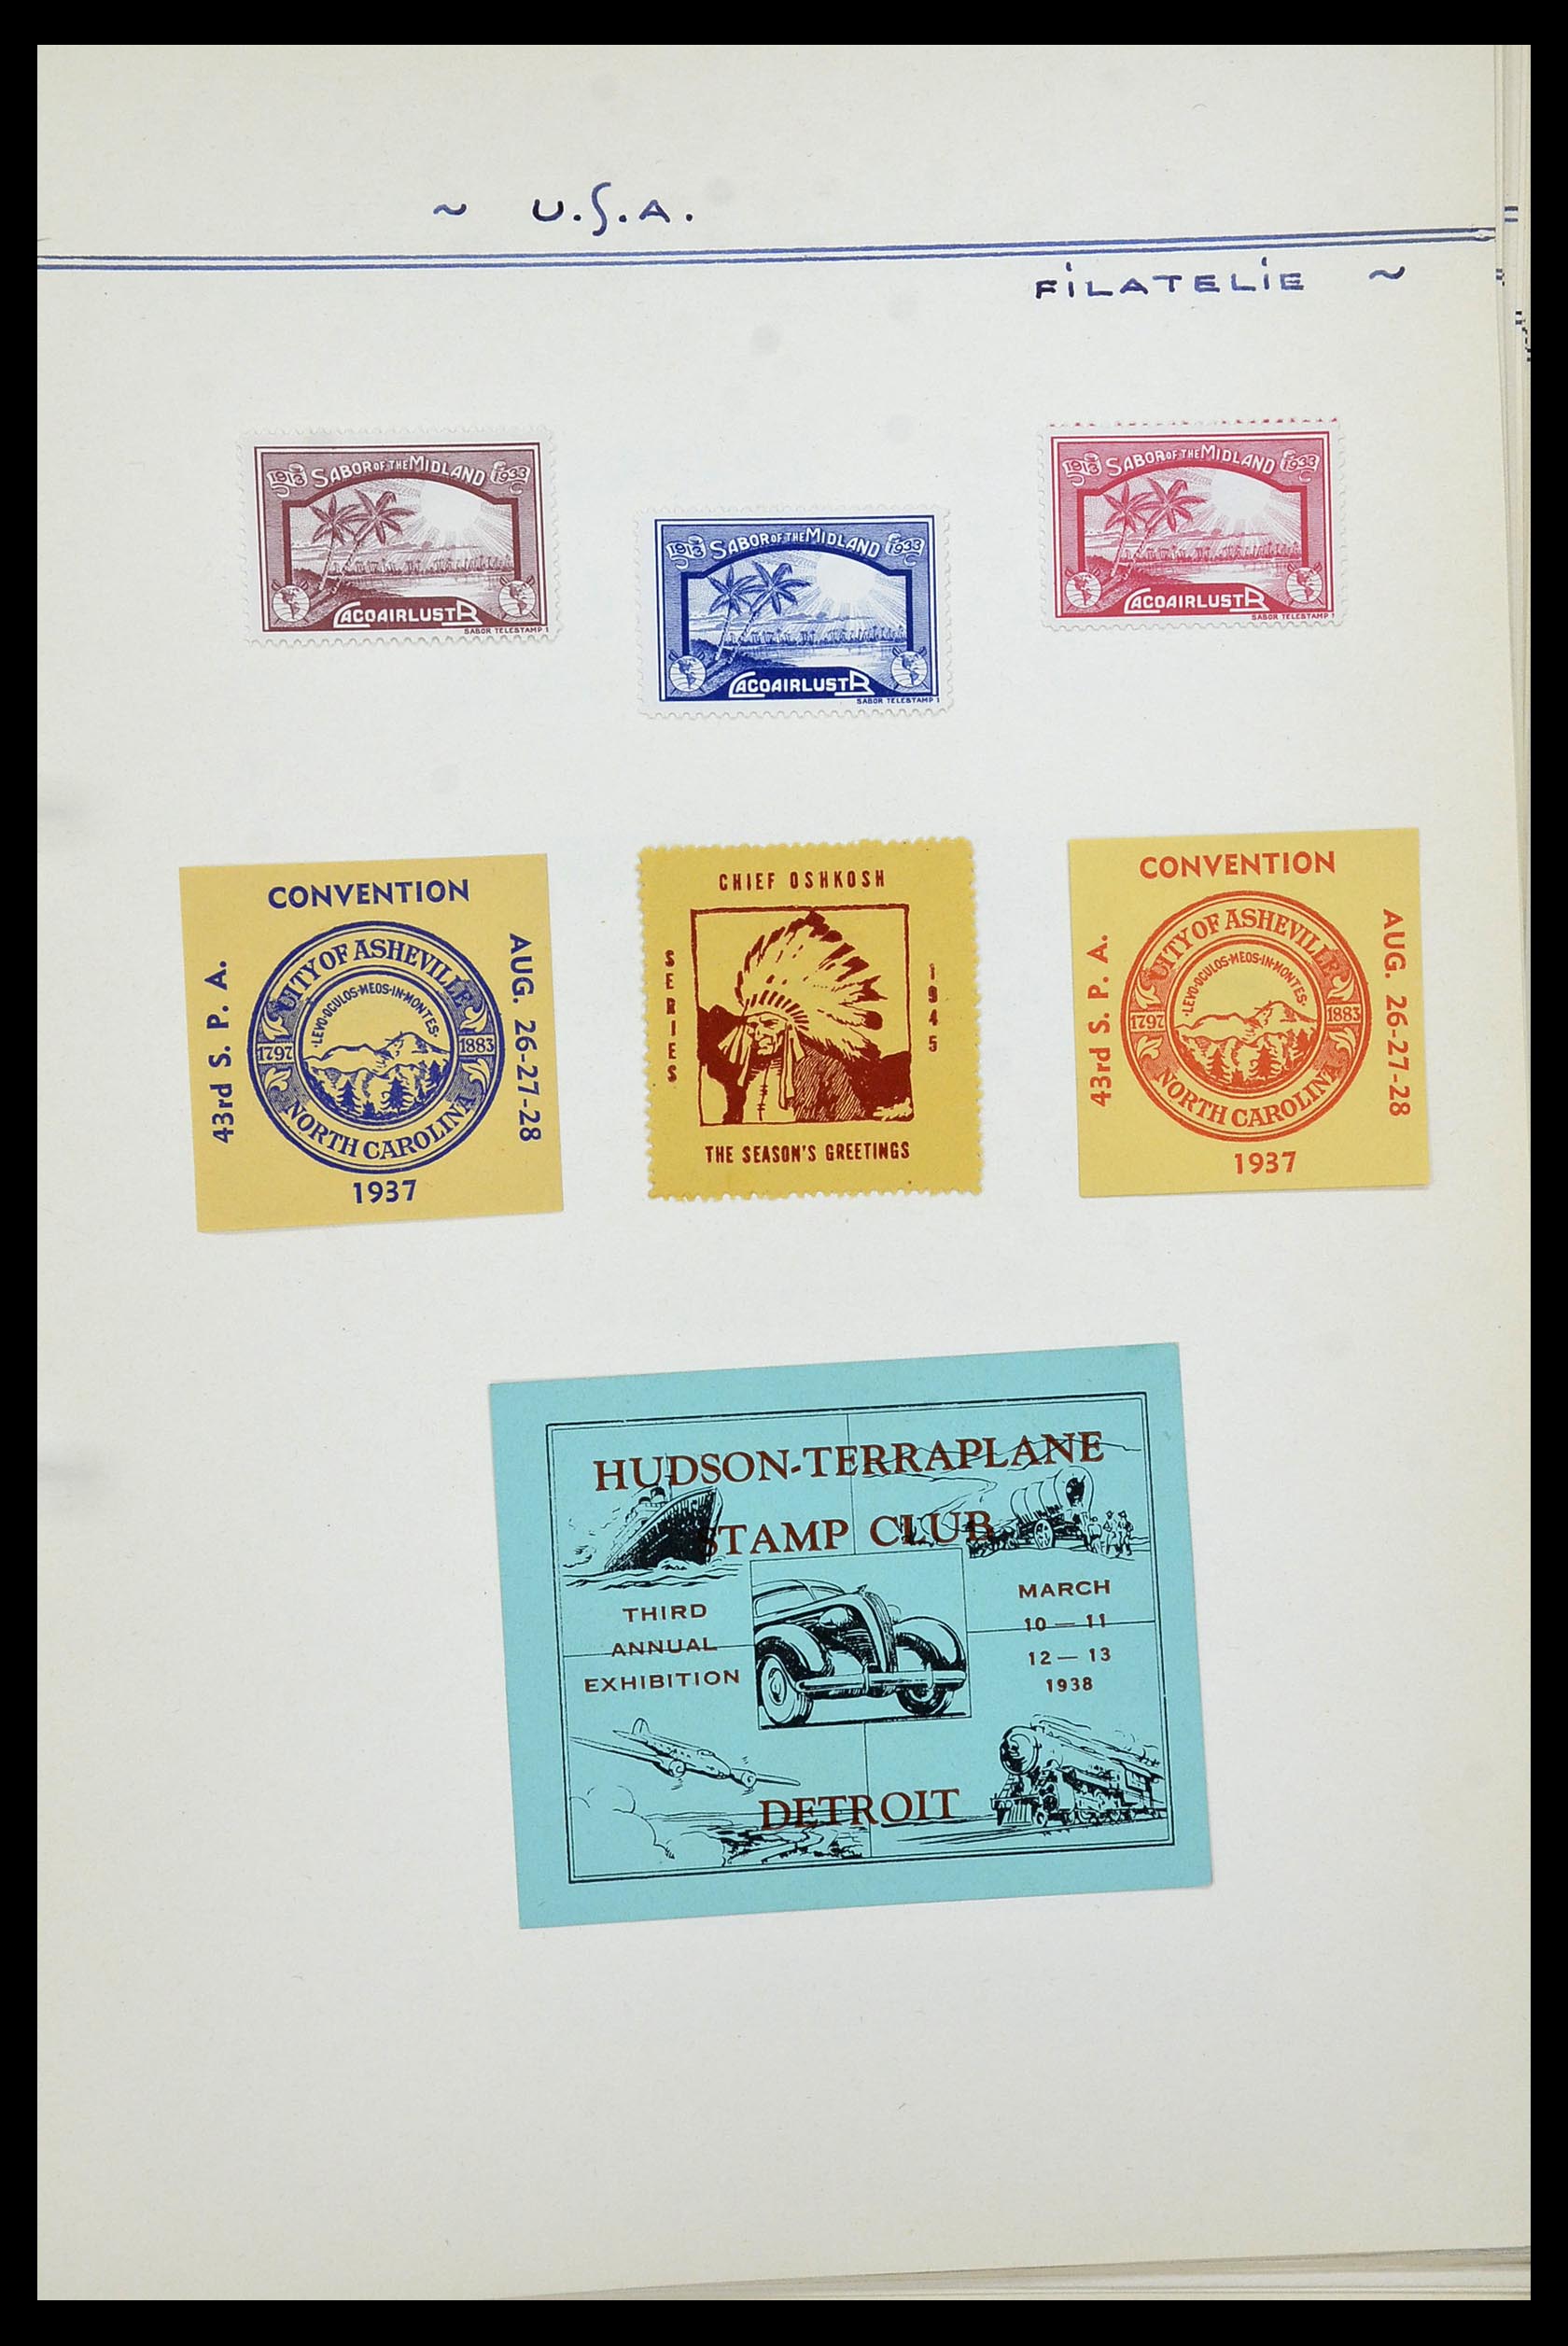 ~ U.S.A.
FILATELIE ~
1913 SABOR OF THE MIDLAND 1933
CACOAIRLUSTR
SABOR TELESTAMP 1
1913 SABOR OF THE MIDLAND 1933
CACOAIRLUSTR
SABOR TELESTAMP 1
1913 SABOR OF THE MIDLAND 1933
CACOAIRLUSTR
SABOR TELESTAMP 1
CONVENTION
43rd S. P. A.
CITY OF ASHEVILLE
·LEVO·OCULOS·MEOS·IN·MONTES·
1797 1883
NORTH CAROLINA
AUG. 26-27-28
1937
CHIEF OSHKOSH
SERIES
1945
THE SEASON'S GREETINGS
CONVENTION
43rd S. P. A.
CITY OF ASHEVILLE
·LEVO·OCULOS·MEOS·IN·MONTES·
1797 1883
NORTH CAROLINA
AUG. 26-27-28
1937
HUDSON-TERRAPLANE
STAMP CLUB
THIRD
ANNUAL
EXHIBITION
MARCH
10 — 11
12 — 13
1938
DETROIT